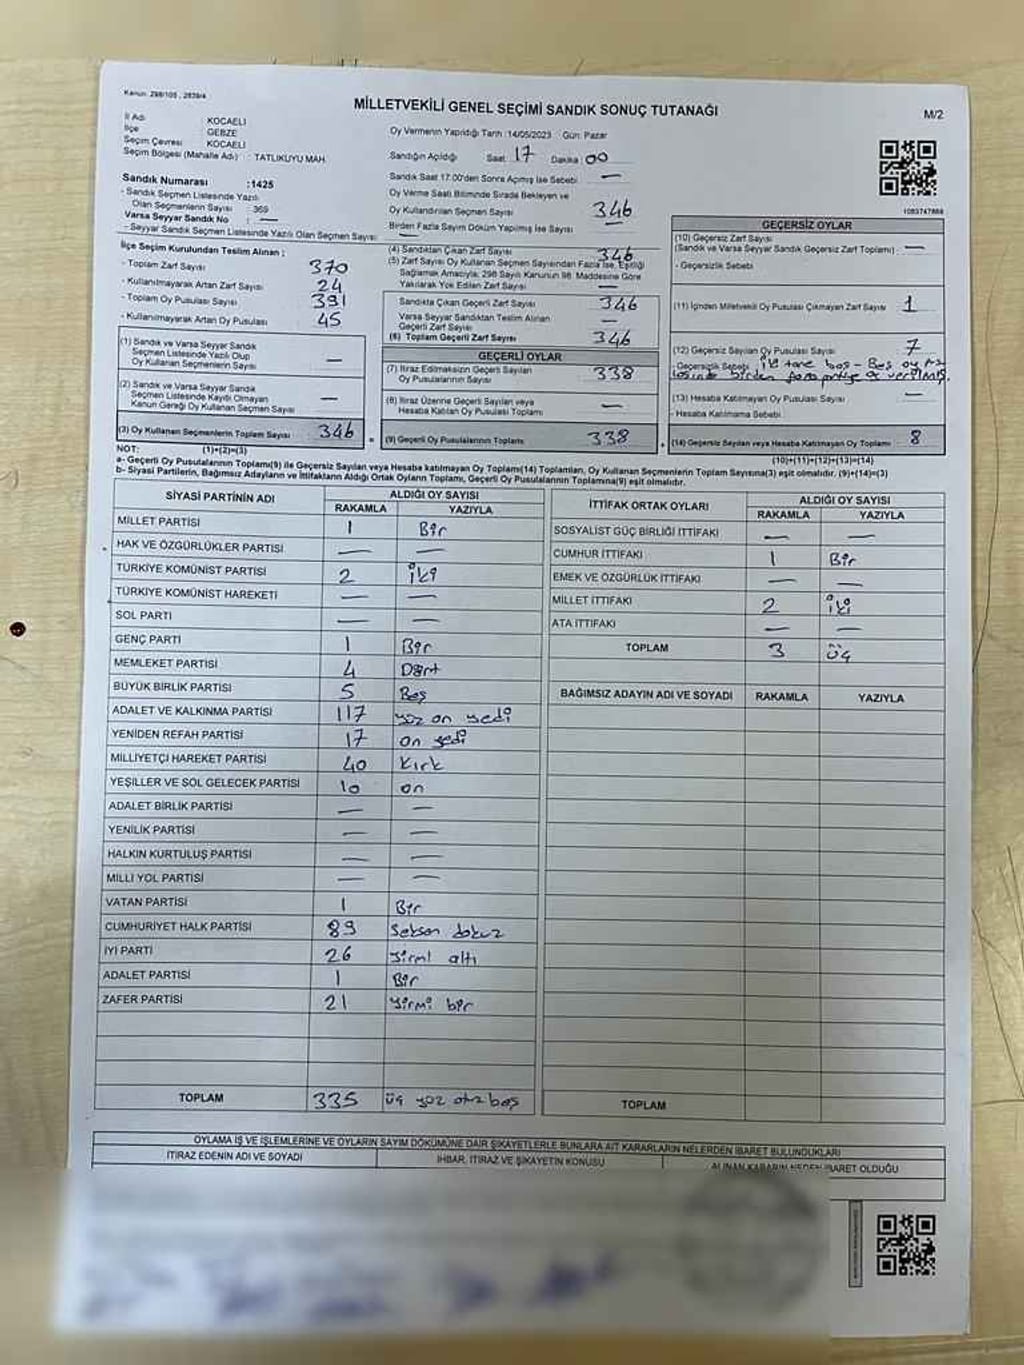 Kanun: 298/105, 2839/4
MİLLETVEKİLİ GENEL SEÇİMİ SANDIK SONUÇ TUTANAĞI
M/2
İl Adı : KOCAELİ
İlçe : GEBZE
Seçim Çevresi : KOCAELİ
Seçim Bölgesi (Mahalle Adı) : TATLIKUYU MAH.
Oy Vermenin Yapıldığı Tarih :14/05/2023 Gün: Pazar
Sandığın Açıldığı Saat 17 Dakika 00
Sandık Saat 17:00'den Sonra Açılmış İse Sebebi —
Oy Verme Saati Bitiminde Sırada Bekleyen ve
Oy Kullandırılan Seçmen Sayısı 346
Birden Fazla Sayım Döküm Yapılmış İse Sayısı —
Sandık Numarası :1425
- Sandık Seçmen Listesinde Yazılı
Olan Seçmenlerin Sayısı : 369
Varsa Seyyar Sandık No : —
- Seyyar Sandık Seçmen Listesinde Yazılı Olan Seçmen Sayısı
İlçe Seçim Kurulundan Teslim Alınan ;
- Toplam Zarf Sayısı 370
- Kullanılmayarak Artan Zarf Sayısı 24
- Toplam Oy Pusulası Sayısı 391
- Kullanılmayarak Artan Oy Pusulası 45
(1) Sandık ve Varsa Seyyar Sandık
Seçmen Listesinde Yazılı Olup
Oy Kullanan Seçmenlerin Sayısı —
(2) Sandık ve Varsa Seyyar Sandık
Seçmen Listesinde Kayıtlı Olmayan
Kanun Gereği Oy Kullanan Seçmen Sayısı —
(3) Oy Kullanan Seçmenlerin Toplam Sayısı 346
(1)+(2)=(3)
(4) Sandıktan Çıkan Zarf Sayısı 346
(5) Zarf Sayısı Oy Kullanan Seçmen Sayısından Fazla İse, Eşitliği
Sağlamak Amacıyla, 298 Sayılı Kanunun 98. Maddesine Göre
Yakılarak Yok Edilen Zarf Sayısı —
Sandıkta Çıkan Geçerli Zarf Sayısı 346
Varsa Seyyar Sandıktan Teslim Alınan
Geçerli Zarf Sayısı —
(6) Toplam Geçerli Zarf Sayısı 346
GEÇERLİ OYLAR
(7) İtiraz Edilmeksizin Geçerli Sayılan
Oy Pusulalarının Sayısı 338
(8) İtiraz Üzerine Geçerli Sayılan veya
Hesaba Katılan Oy Pusulası Toplamı —
(9) Geçerli Oy Pusulalarının Toplamı 338
1083747888
GEÇERSİZ OYLAR
(10) Geçersiz Zarf Sayısı
(Sandık ve Varsa Seyyar Sandık Geçersiz Zarf Toplamı) : —
- Geçersizlik Sebebi :
(11) İçinden Milletvekili Oy Pusulası Çıkmayan Zarf Sayısı 1
(12) Geçersiz Sayılan Oy Pusulası Sayısı 7
- Geçersizlik Sebebi : iki tane boş - Beş oy
birden verilmiş.
(13) Hesaba Katılmayan Oy Pusulası Sayısı —
- Hesaba Katılmama Sebebi :
(14) Geçersiz Sayılan veya Hesaba Katılmayan Oy Toplamı 8
(10)+(11)+(12)+(13)=(14)
NOT:
a- Geçerli Oy Pusulalarının Toplamı(9) ile Geçersiz Sayılan veya Hesaba katılmayan Oy Toplamı(14) Toplamları, Oy Kullanan Seçmenlerin Toplam Sayısına(3) eşit olmalıdır. (9)+(14)=(3)
b- Siyasi Partilerin, Bağımsız Adayların ve İttifakların Aldığı Ortak Oyların Toplamı, Geçerli Oy Pusulalarının Toplamına(9) eşit olmalıdır.
SİYASİ PARTİNİN ADI ALDIĞI OY SAYISI
RAKAMLA YAZIYLA
MİLLET PARTİSİ 1 Bir
HAK VE ÖZGÜRLÜKLER PARTİSİ — —
TÜRKİYE KOMÜNİST PARTİSİ 2 iki
TÜRKİYE KOMÜNİST HAREKETİ — —
SOL PARTİ — —
GENÇ PARTİ 1 Bir
MEMLEKET PARTİSİ 4 Dört
BÜYÜK BİRLİK PARTİSİ 5 Beş
ADALET VE KALKINMA PARTİSİ 117 yüz on yedi
YENİDEN REFAH PARTİSİ 17 on yedi
MİLLİYETÇİ HAREKET PARTİSİ 40 Kırk
YEŞİLLER VE SOL GELECEK PARTİSİ 10 on
ADALET BİRLİK PARTİSİ — —
YENİLİK PARTİSİ — —
HALKIN KURTULUŞ PARTİSİ — —
MİLLİ YOL PARTİSİ — —
VATAN PARTİSİ 1 Bir
CUMHURİYET HALK PARTİSİ 89 Seksen dokuz
İYİ PARTİ 26 yirmi altı
ADALET PARTİSİ 1 Bir
ZAFER PARTİSİ 21 yirmi bir
TOPLAM 335 üç yüz otuz beş
İTTİFAK ORTAK OYLARI ALDIĞI OY SAYISI
RAKAMLA YAZIYLA
SOSYALİST GÜÇ BİRLİĞİ İTTİFAKI — —
CUMHUR İTTİFAKI 1 Bir
EMEK VE ÖZGÜRLÜK İTTİFAKI — —
MİLLET İTTİFAKI 2 iki
ATA İTTİFAKI — —
TOPLAM 3 üç
BAĞIMSIZ ADAYIN ADI VE SOYADI RAKAMLA YAZIYLA
TOPLAM
OYLAMA İŞ VE İŞLEMLERİNE VE OYLARIN SAYIM DÖKÜMÜNE DAİR ŞİKAYETLERLE BUNLARA AİT KARARLARIN NELERDEN İBARET BULUNDUKLARI
İTİRAZ EDENİN ADI VE SOYADI İHBAR, İTİRAZ VE ŞİKAYETİN KONUSU ALINAN KARARIN NEDEN İBARET OLDUĞU